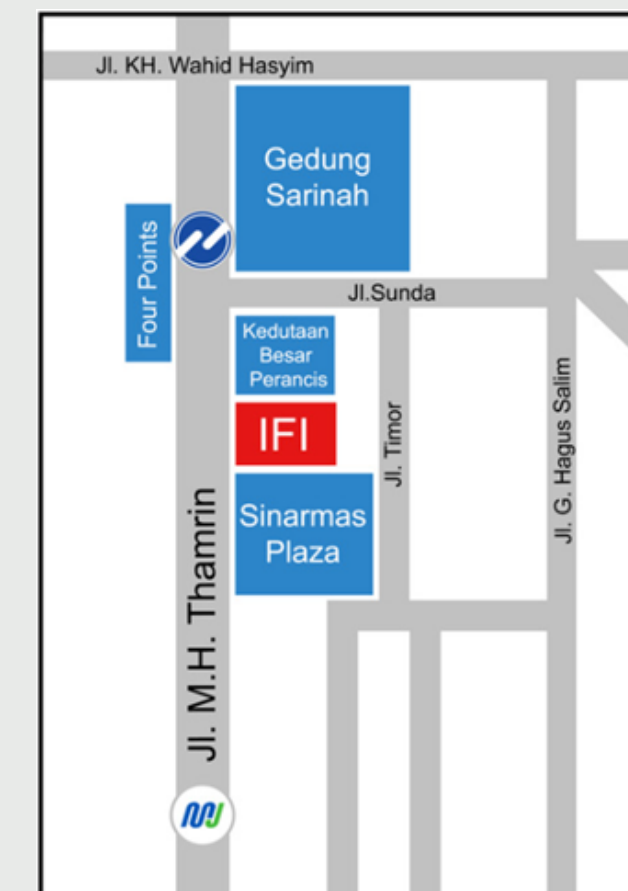 Jl. KH. Wahid Hasyim
Gedung
Sarinah
Four Points
Jl.Sunda
Kedutaan
Besar
Perancis
IFI
Jl. Timor
Jl. G. Hagus Salim
Sinarmas
Plaza
Jl. M.H. Thamrin